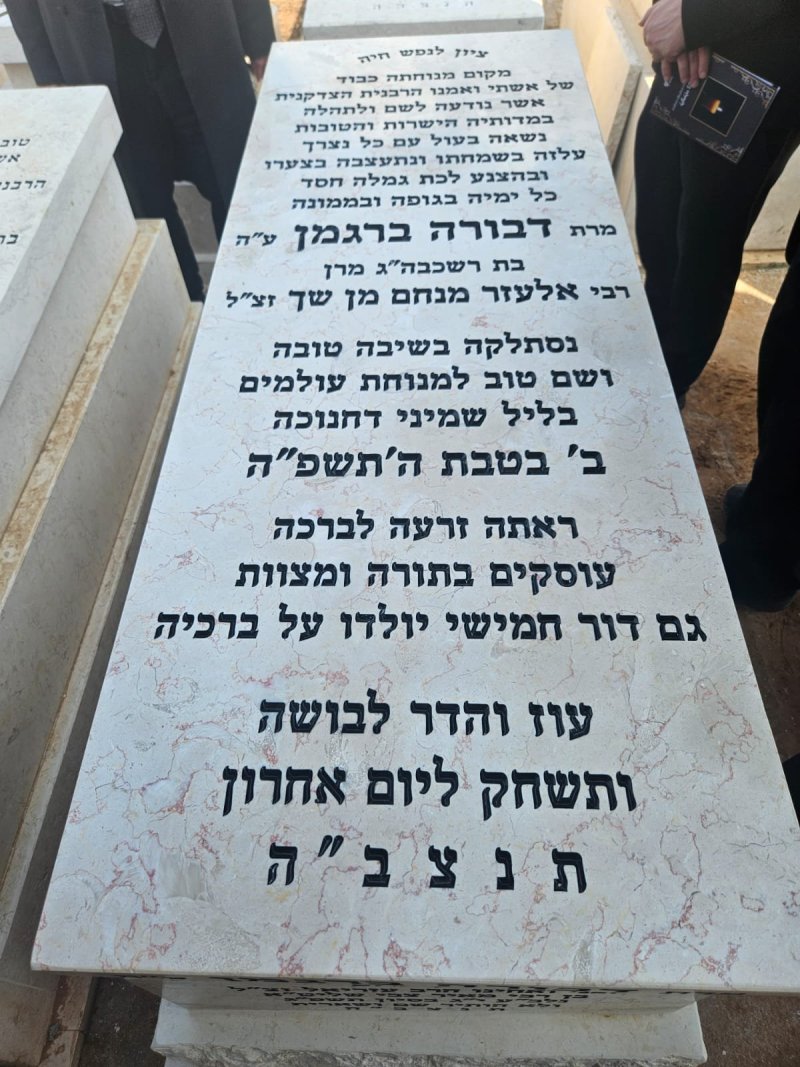 ציון לנפש חיה
מקום מנוחתה כבוד
של אשתי ואמנו הרבנית הצדקנית
אשר נודעה לשם ולתהלה
במדותיה הישרות והטובות
נשאה בעול עם כל נצרך
עלזה בשמחתו ונתעצבה בצערו
ובהצנע לכת גמלה חסד
כל ימיה בגופה ובממונה
מרת דבורה ברגמן ע״ה
בת רשכבה״ג מרן
רבי אלעזר מנחם מן שך זצ״ל
נסתלקה בשיבה טובה
ושם טוב למנוחת עולמים
בליל שמיני דחנוכה
ב׳ בטבת ה׳תשפ״ה
ראתה זרעה לברכה
עוסקים בתורה ומצוות
גם דור חמישי יולדו על ברכיה
עוז והדר לבושה
ותשחק ליום אחרון
ת נ צ ב ״ ה
טוב
הרבנ